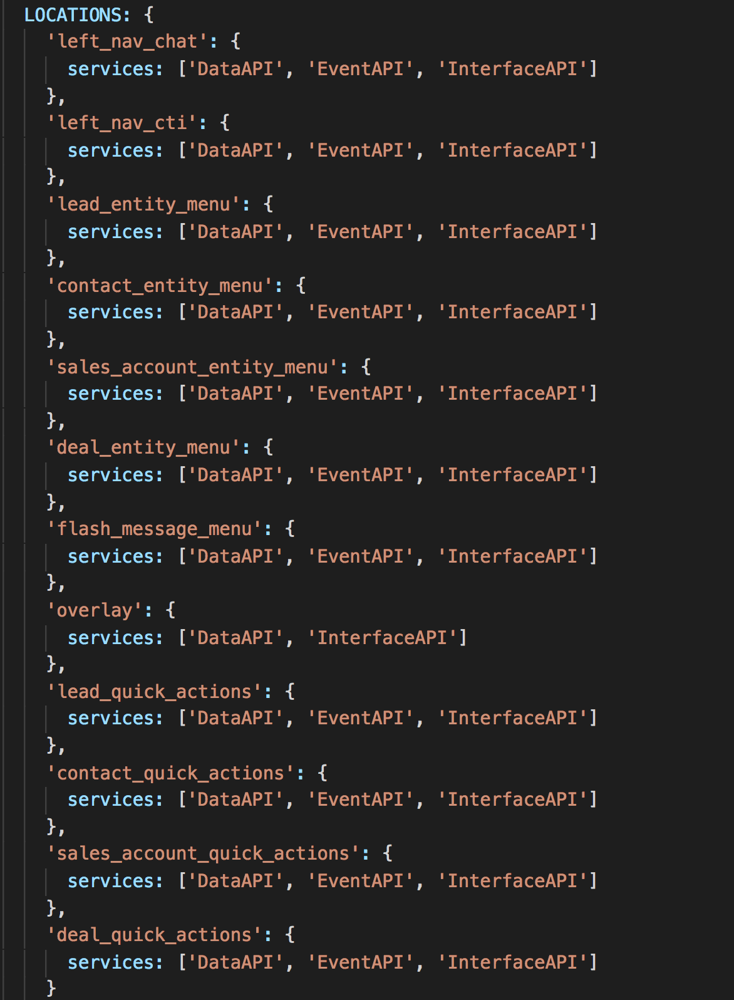 LOCATIONS: {
'left_nav_chat': {
services: ['DataAPI', 'EventAPI', 'InterfaceAPI']
},
'left_nav_cti': {
services: ['DataAPI', 'EventAPI', 'InterfaceAPI']
},
'lead_entity_menu': {
services: ['DataAPI', 'EventAPI', 'InterfaceAPI']
},
'contact_entity_menu': {
services: ['DataAPI', 'EventAPI', 'InterfaceAPI']
},
'sales_account_entity_menu': {
services: ['DataAPI', 'EventAPI', 'InterfaceAPI']
},
'deal_entity_menu': {
services: ['DataAPI', 'EventAPI', 'InterfaceAPI']
},
'flash_message_menu': {
services: ['DataAPI', 'EventAPI', 'InterfaceAPI']
},
'overlay': {
services: ['DataAPI', 'InterfaceAPI']
},
'lead_quick_actions': {
services: ['DataAPI', 'EventAPI', 'InterfaceAPI']
},
'contact_quick_actions': {
services: ['DataAPI', 'EventAPI', 'InterfaceAPI']
},
'sales_account_quick_actions': {
services: ['DataAPI', 'EventAPI', 'InterfaceAPI']
},
'deal_quick_actions': {
services: ['DataAPI', 'EventAPI', 'InterfaceAPI']
}